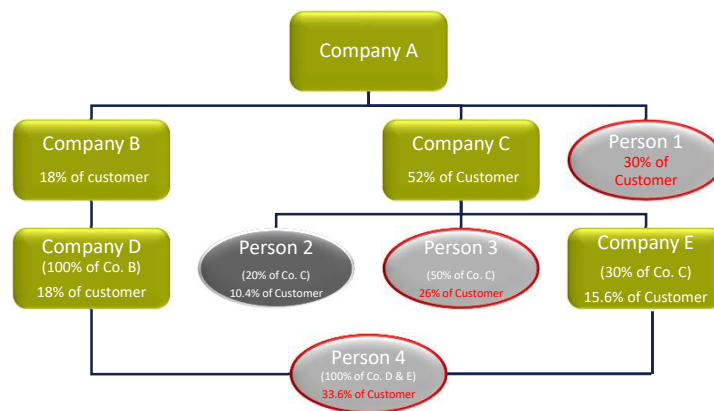 Company A
Company B
18% of customer
Company C
52% of Customer
Person 1
30% of
Customer
Company D
(100% of Co. B)
18% of customer
Person 2
(20% of Co. C)
10.4% of Customer
Person 3
(50% of Co. C)
26% of Customer
Company E
(30% of Co. C)
15.6% of Customer
Person 4
(100% of Co. D & E)
33.6% of Customer